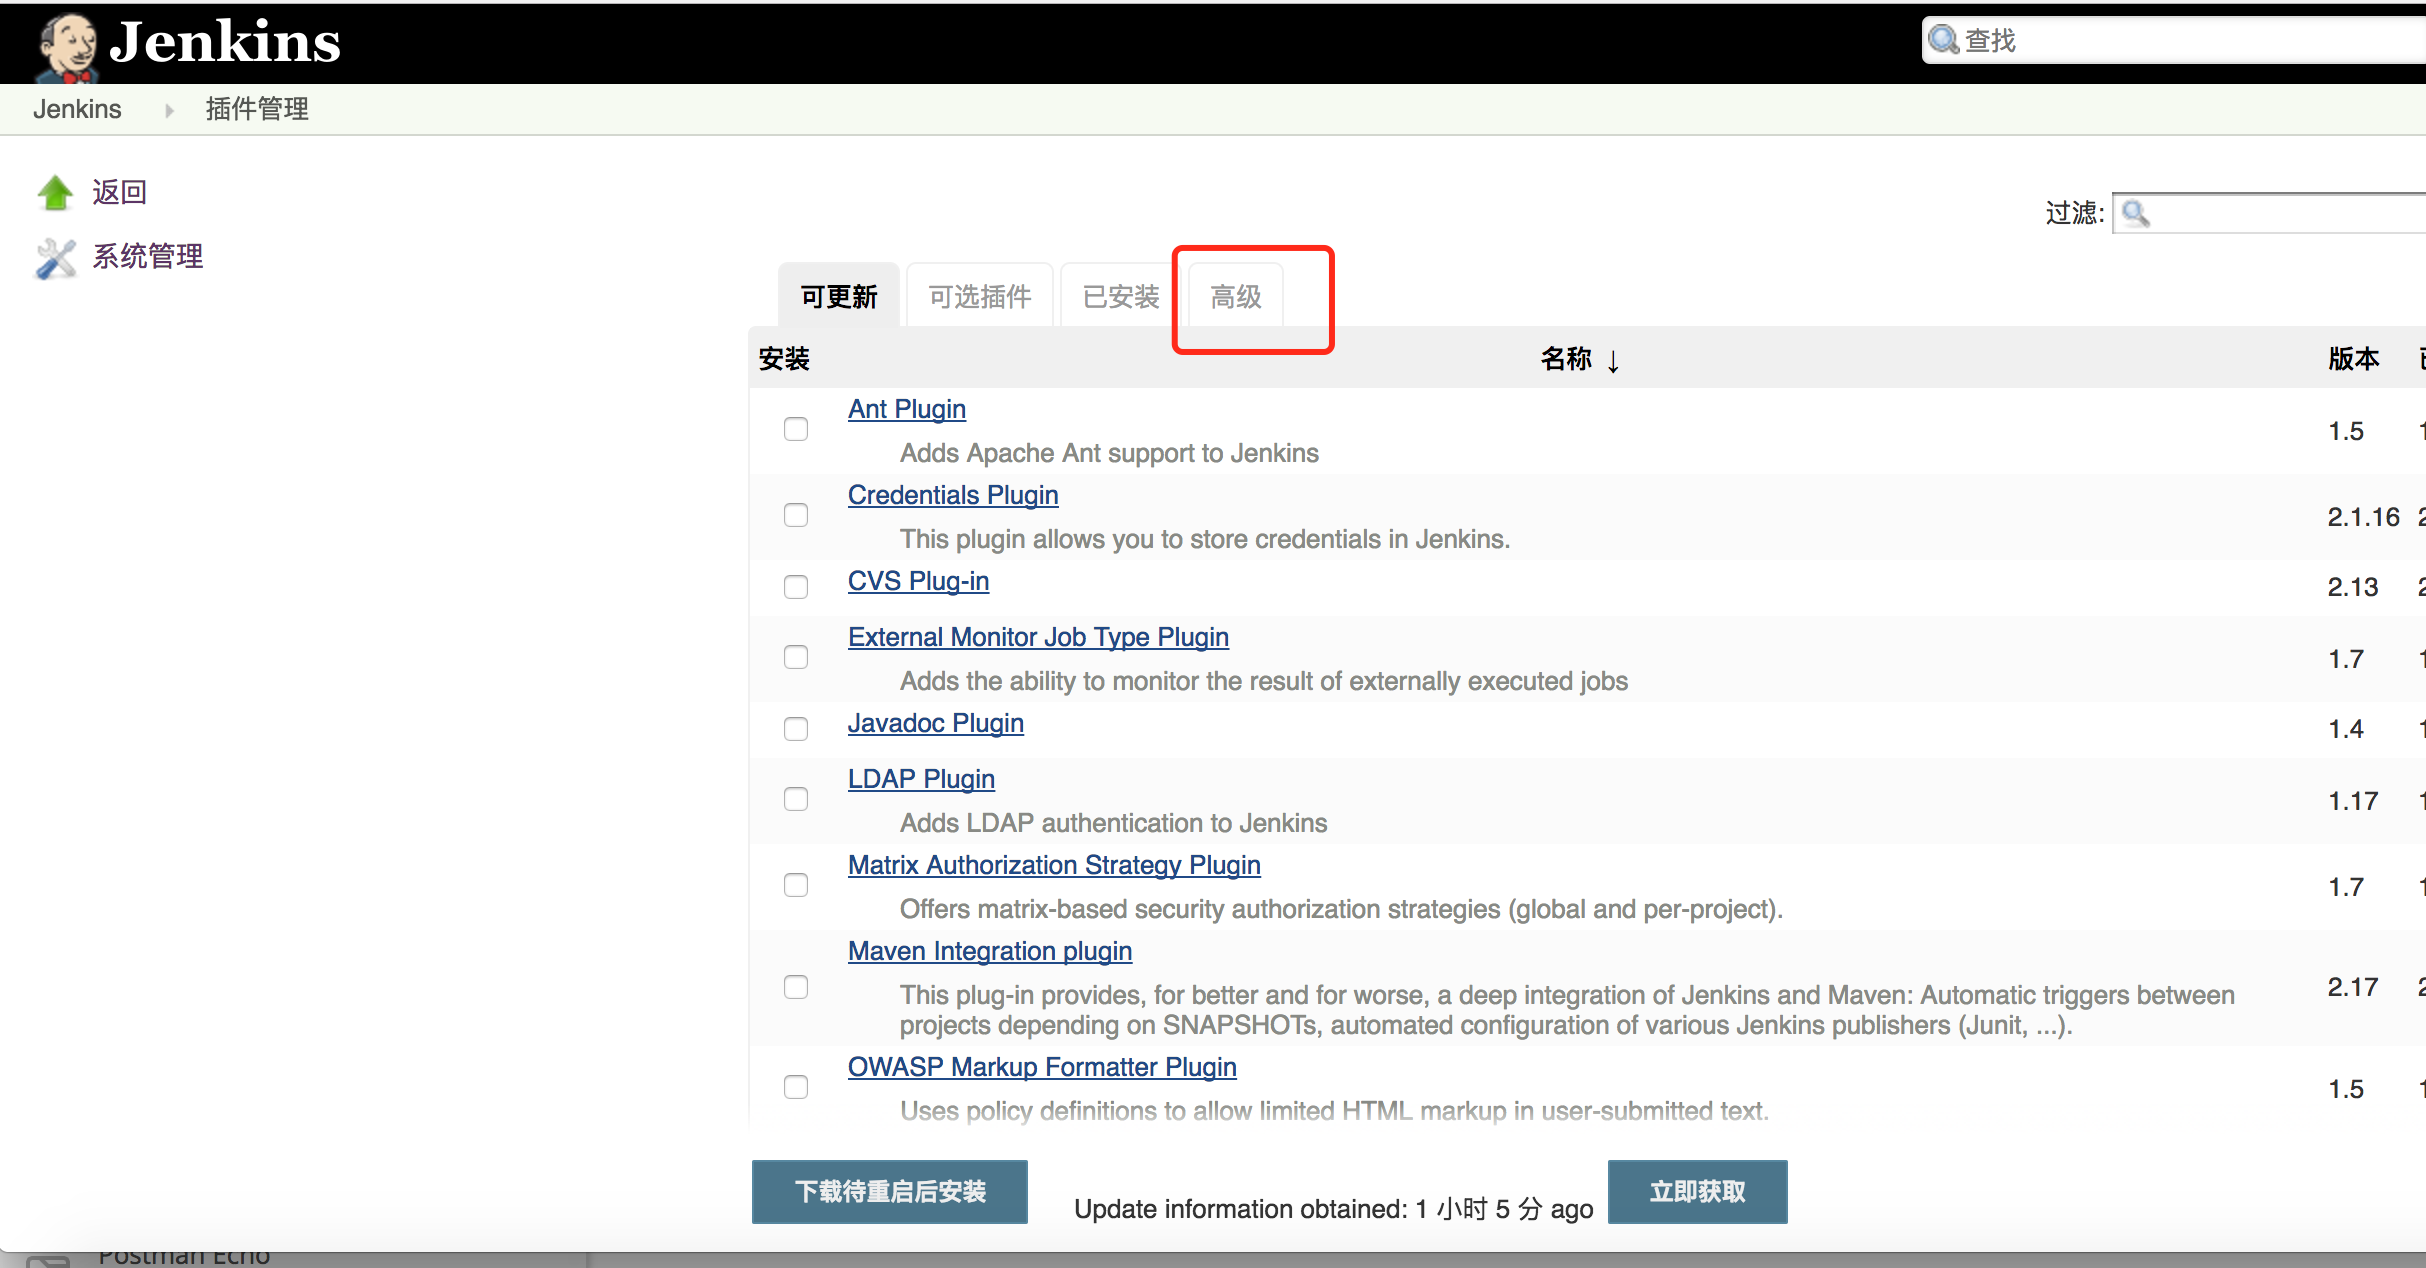 Jenkins
查找
Jenkins
插件管理
返回
系统管理
过滤:
可更新
可选插件
已安装
高级
安装
名称 ↓
版本
Ant Plugin
Adds Apache Ant support to Jenkins
1.5
Credentials Plugin
This plugin allows you to store credentials in Jenkins.
2.1.16
CVS Plug-in
2.13
External Monitor Job Type Plugin
Adds the ability to monitor the result of externally executed jobs
1.7
Javadoc Plugin
1.4
LDAP Plugin
Adds LDAP authentication to Jenkins
1.17
Matrix Authorization Strategy Plugin
Offers matrix-based security authorization strategies (global and per-project).
1.7
Maven Integration plugin
This plug-in provides, for better and for worse, a deep integration of Jenkins and Maven: Automatic triggers between
projects depending on SNAPSHOTs, automated configuration of various Jenkins publishers (Junit, ...).
2.17
OWASP Markup Formatter Plugin
Uses policy definitions to allow limited HTML markup in user-submitted text.
1.5
下载待重启后安装
Update information obtained: 1 小时 5 分 ago
立即获取
Postman Echo